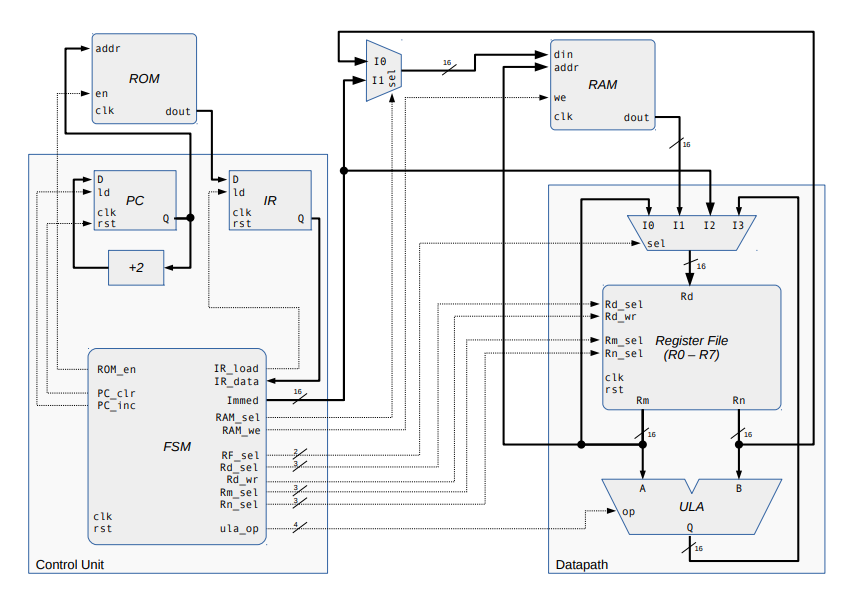 addr
ROM
en
clk
dout
I0
I1
sel
16
din
addr
RAM
we
clk
dout
16
D
ld
PC
clk
rst
Q
D
ld
IR
clk
rst
Q
+2
I0
I1
I2
I3
sel
16
Rd
Rd_sel
Rd_wr
Register File
(R0 – R7)
Rm_sel
Rn_sel
clk
rst
Rm
Rn
16
16
ROM_en
PC_clr
PC_inc
FSM
clk
rst
IR_load
IR_data
Immed
16
RAM_sel
RAM_we
RF_sel
2
Rd_sel
3
Rd_wr
Rm_sel
3
Rn_sel
3
ula_op
4
A
B
ULA
op
Q
16
Control Unit
Datapath